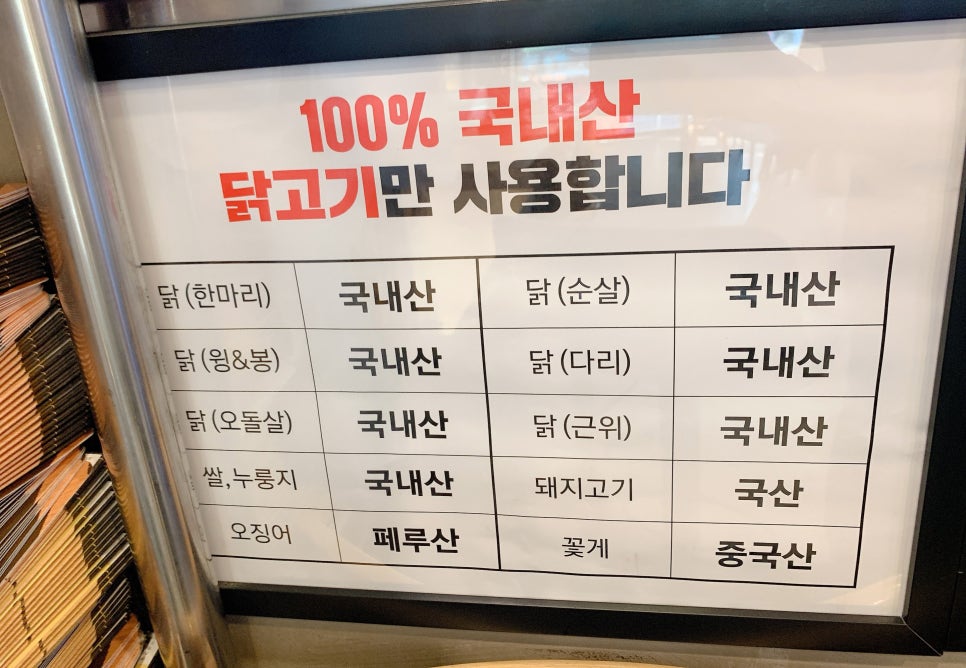 100% 국내산
닭고기만 사용합니다
닭 (한마리) 국내산 닭 (순살) 국내산
닭 (윙&봉) 국내산 닭 (다리) 국내산
닭 (오돌살) 국내산 닭 (근위) 국내산
쌀,누룽지 국내산 돼지고기 국산
오징어 페루산 꽃게 중국산